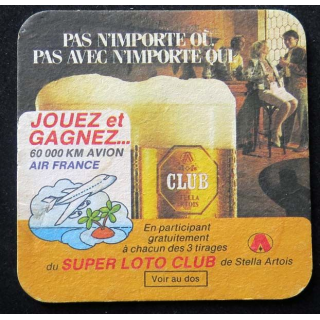 PAS N'IMPORTE OÙ,
PAS AVEC N'IMPORTE QUI.
JOUEZ et
GAGNEZ...
60 000 KM AVION
AIR FRANCE
CLUB
STELLA
ARTOIS
En participant
gratuitement
à chacun des 3 tirages
du SUPER LOTO CLUB de Stella Artois
Voir au dos